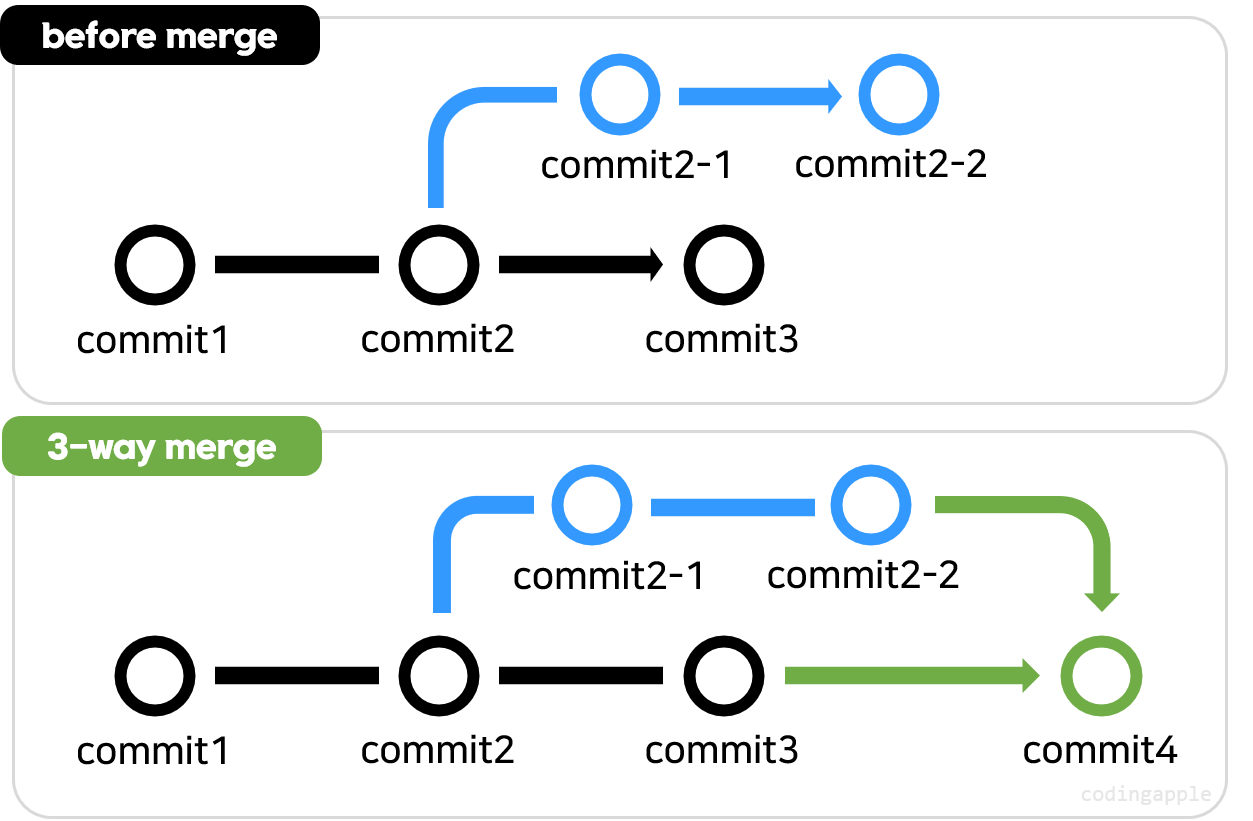 before merge
commit2-1
commit2-2
commit1
commit2
commit3
3-way merge
commit2-1
commit2-2
commit1
commit2
commit3
commit4
codingapple